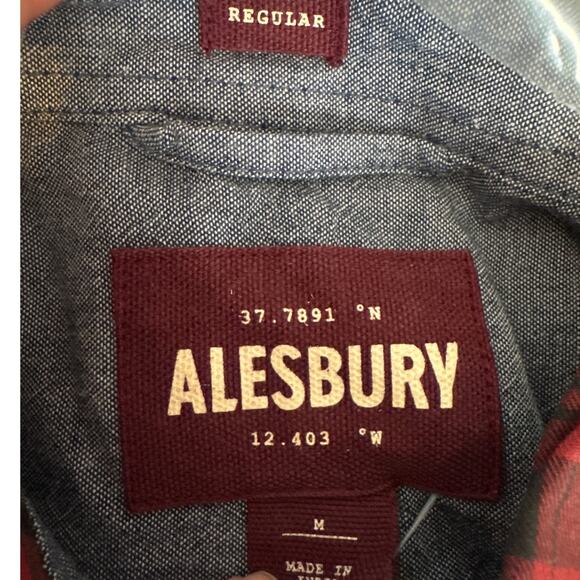 REGULAR
37.7891 °N
ALESBURY
12.403 °W
M
MADE IN